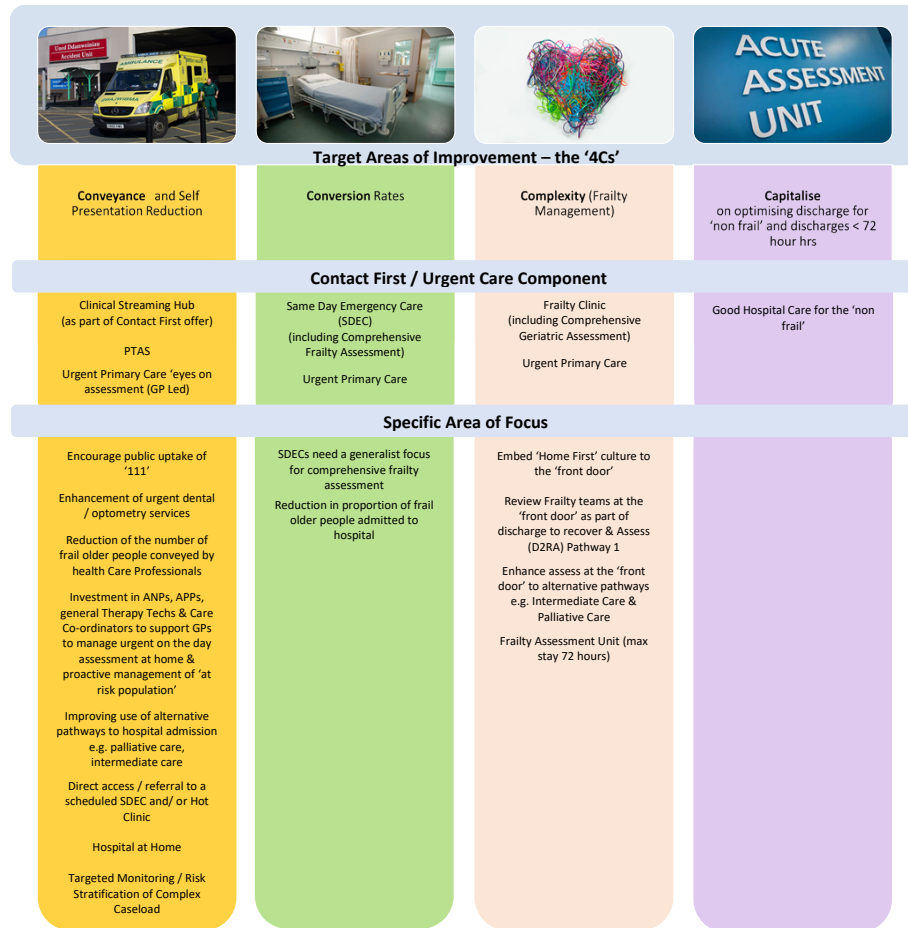 Uned Ddamweiniau
Accident Unit
AMBULANCE
ACUTE
ASSESSMENT
UNIT
Target Areas of Improvement – the ‘4Cs’
Conveyance and Self
Presentation Reduction
Conversion Rates
Complexity (Frailty
Management)
Capitalise
on optimising discharge for
‘non frail’ and discharges < 72
hour hrs
Contact First / Urgent Care Component
Clinical Streaming Hub
(as part of Contact First offer)
PTAS
Urgent Primary Care ‘eyes on
assessment (GP Led)
Same Day Emergency Care
(SDEC)
(including Comprehensive
Frailty Assessment)
Urgent Primary Care
Frailty Clinic
(including Comprehensive
Geriatric Assessment)
Urgent Primary Care
Good Hospital Care for the ‘non
frail’
Specific Area of Focus
Encourage public uptake of
‘111’
Enhancement of urgent dental
/ optometry services
Reduction of the number of
frail older people conveyed by
health Care Professionals
Investment in ANPs, APPs,
general Therapy Techs & Care
Co-ordinators to support GPs
to manage urgent on the day
assessment at home &
proactive management of ‘at
risk population’
Improving use of alternative
pathways to hospital admission
e.g. palliative care,
intermediate care
Direct access / referral to a
scheduled SDEC and/ or Hot
Clinic
Hospital at Home
Targeted Monitoring / Risk
Stratification of Complex
Caseload
SDECs need a generalist focus
for comprehensive frailty
assessment
Reduction in proportion of frail
older people admitted to
hospital
Embed ‘Home First’ culture to
the ‘front door’
Review Frailty teams at the
‘front door’ as part of
discharge to recover & Assess
(D2RA) Pathway 1
Enhance assess at the ‘front
door’ to alternative pathways
e.g. Intermediate Care &
Palliative Care
Frailty Assessment Unit (max
stay 72 hours)